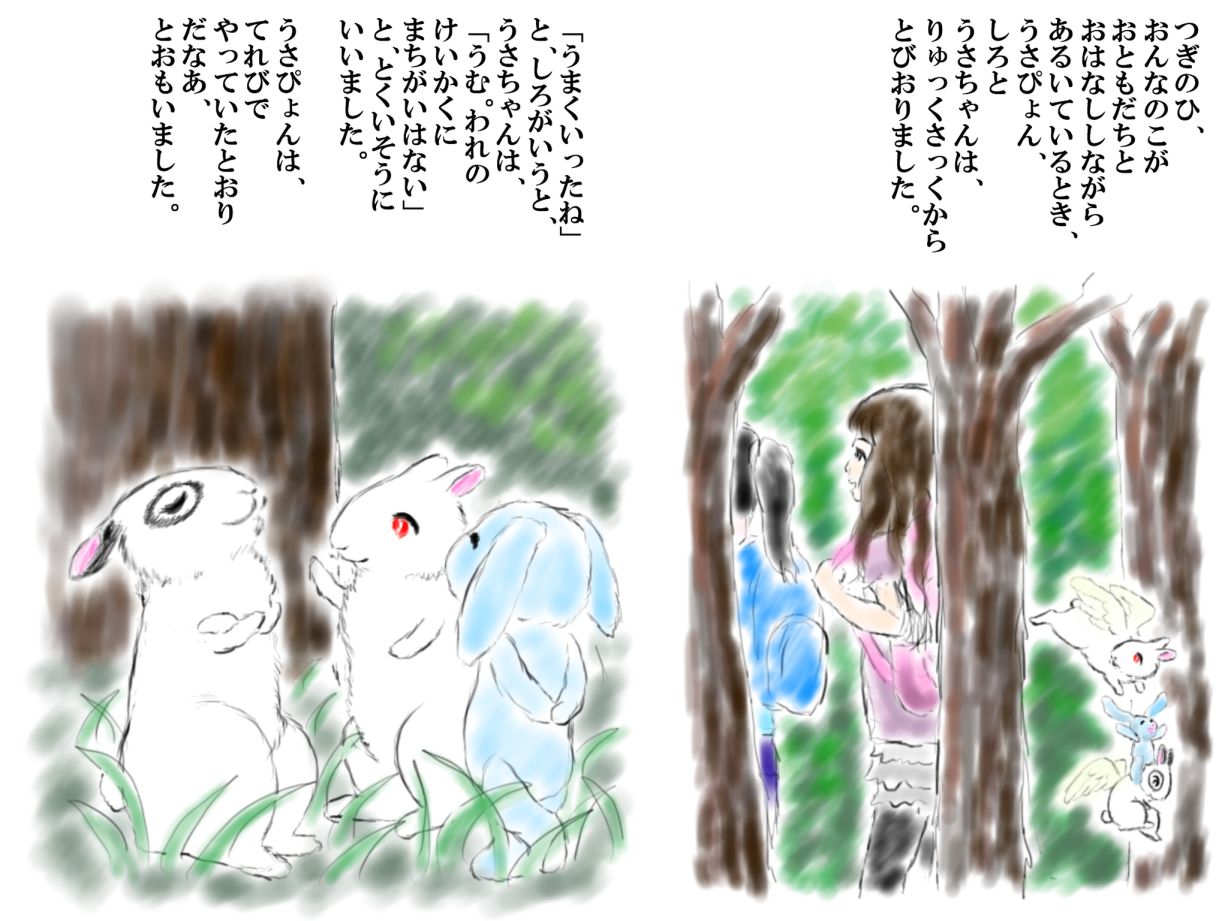 つぎのひ、
おんなのこが
おともだちと
おはなししながら
あるいているとき、
うさぴょん、
しろと
うさちゃんは、
りゅっくさっくから
とびおりました。
「うまくいったね」
と、しろがいうと、
うさちゃんは、
「うむ。われの
けいかくに
まちがいはない」
と、とくいそうに
いいました。
うさぴょんは、
てれびで
やっていたとおり
だなあ、
とおもいました。